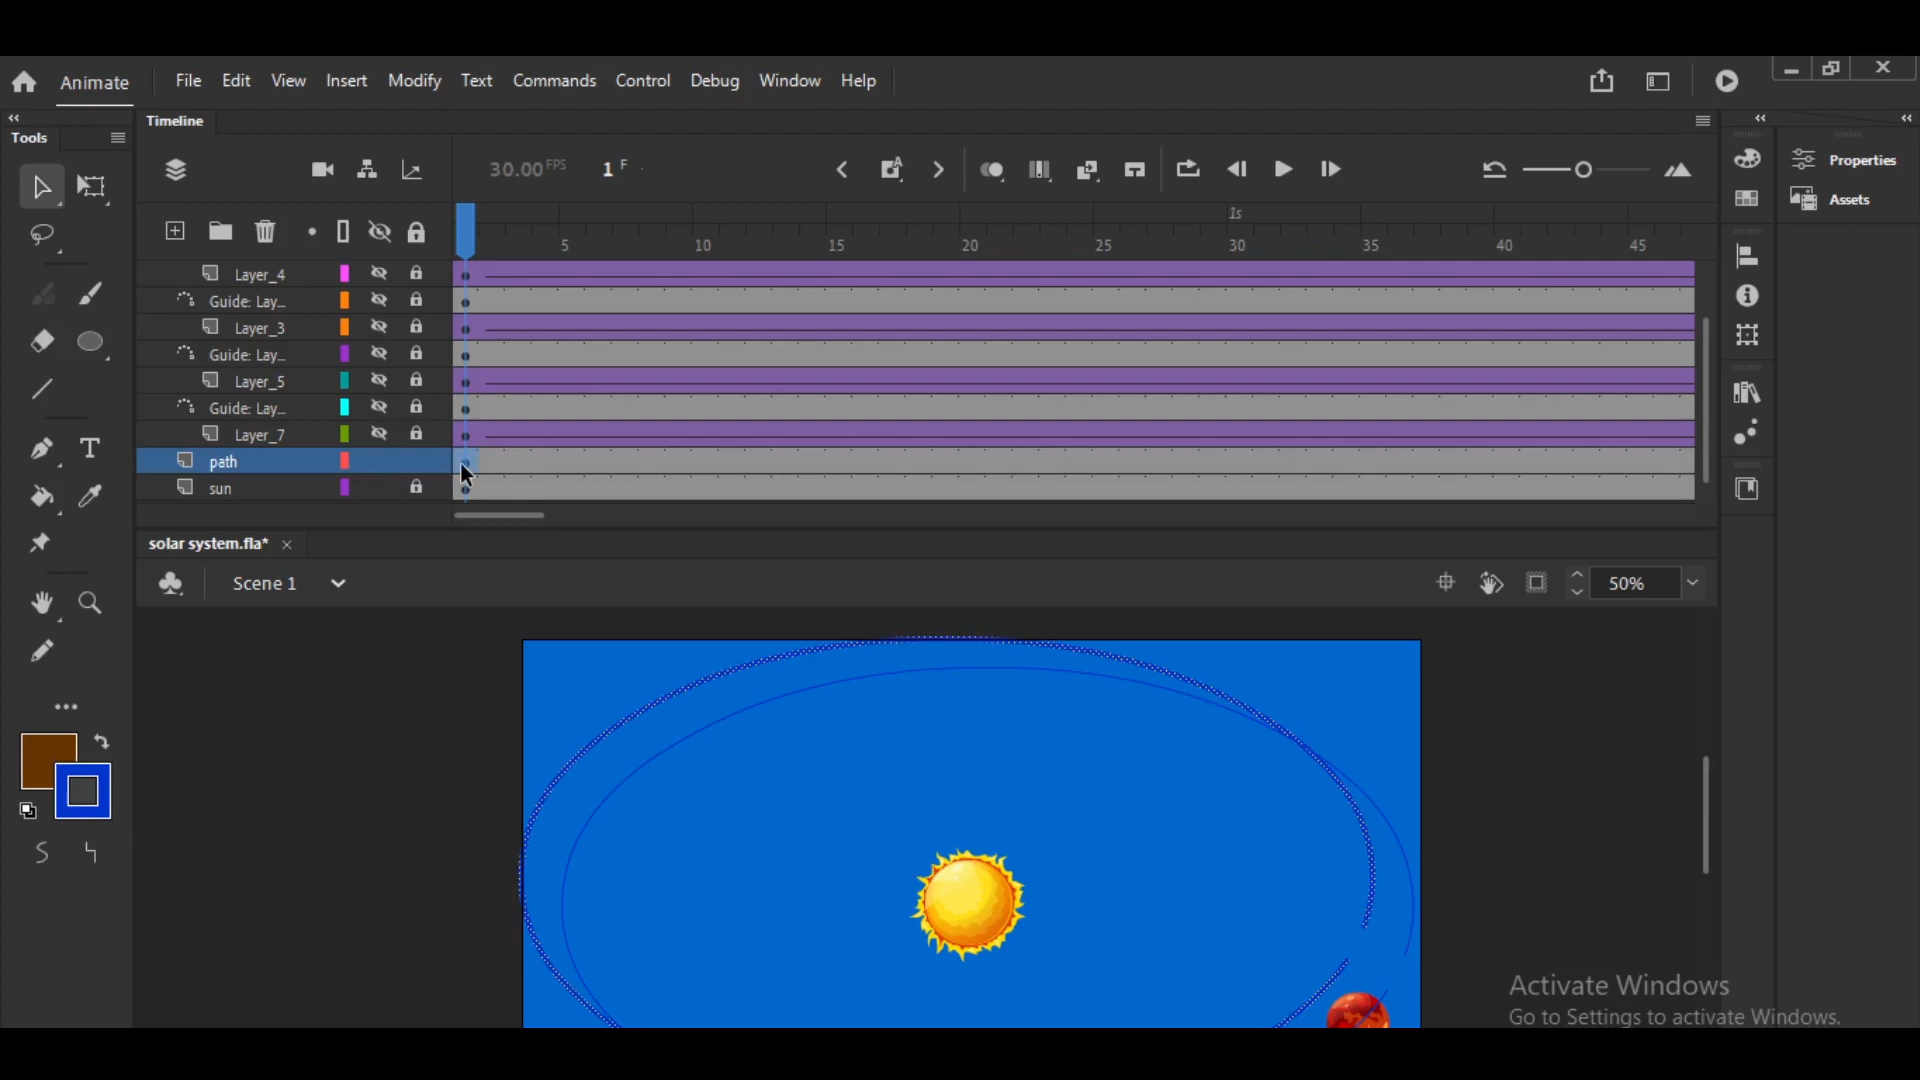 Animate File Edit View Insert Modify Text Commands Control Debug Window Help
Tools
Timeline
30.00 FPS 1 F
Properties
Assets
1s
5 10 15 20 25 30 35 40 45
Layer_4
Guide: Lay...
Layer_3
Guide: Lay...
Layer_5
Guide: Lay...
Layer_7
path
sun
solar system.fla*
Scene 1
50%
Activate Windows
Go to Settings to activate Windows.